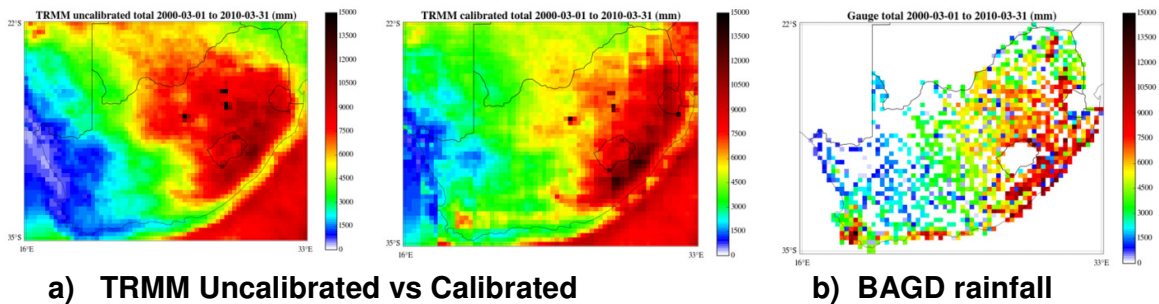 TRMM uncalibrated total 2000-03-01 to 2010-03-31 (mm)
22°S
35°S
16°E
33°E
15000
13500
12000
10500
9000
7500
6000
4500
3000
1500
0
TRMM calibrated total 2000-03-01 to 2010-03-31 (mm)
22°S
35°S
16°E
33°E
15000
13500
12000
10500
9000
7500
6000
4500
3000
1500
0
Gauge total 2000-03-01 to 2010-03-31 (mm)
22°S
35°S
16°E
33°E
15000
13500
12000
10500
9000
7500
6000
4500
3000
1500
0
a) TRMM Uncalibrated vs Calibrated
b) BAGD rainfall